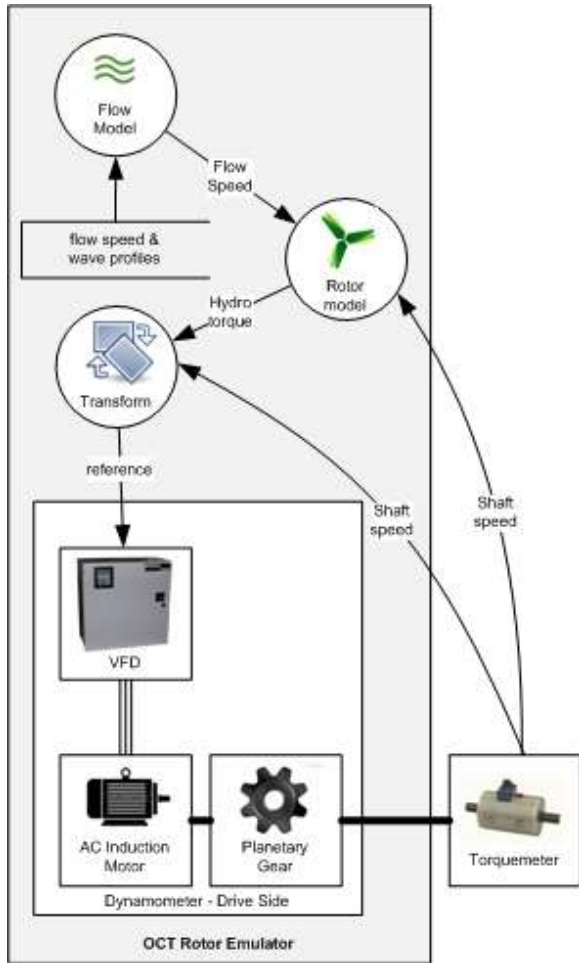 Flow
Model
Flow
Speed
flow speed &
wave profiles
Rotor
model
Hydro
torque
Transform
reference
Shaft
speed
Shaft
speed
VFD
AC Induction
Motor
Planetary
Gear
Torquemeter
Dynamometer - Drive Side
OCT Rotor Emulator